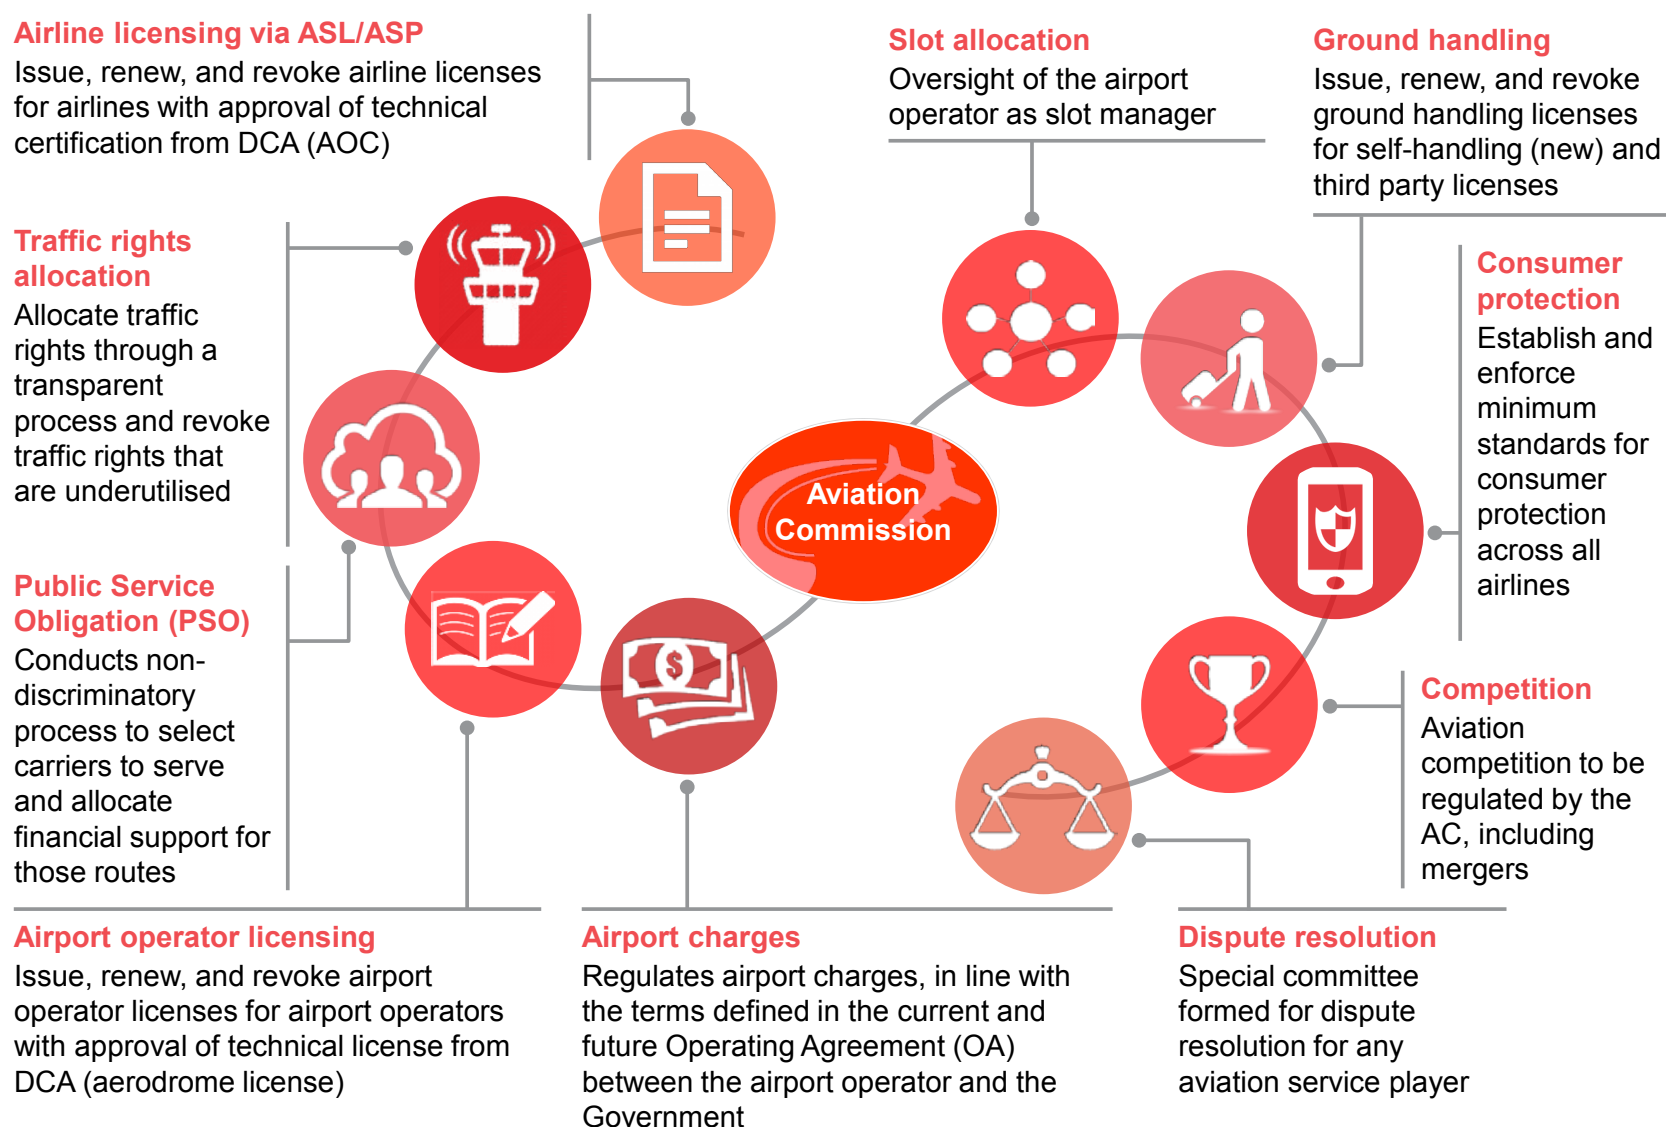 Airline licensing via ASL/ASP
Issue, renew, and revoke airline licenses
for airlines with approval of technical
certification from DCA (AOC)
Traffic rights
allocation
Allocate traffic
rights through a
transparent
process and revoke
traffic rights that
are underutilised
Public Service
Obligation (PSO)
Conducts non-
discriminatory
process to select
carriers to serve
and allocate
financial support for
those routes
Airport operator licensing
Issue, renew, and revoke airport
operator licenses for airport operators
with approval of technical license from
DCA (aerodrome license)
Airport charges
Regulates airport charges, in line with
the terms defined in the current and
future Operating Agreement (OA)
between the airport operator and the
Government
$
Aviation
Commission
Slot allocation
Oversight of the airport
operator as slot manager
Ground handling
Issue, renew, and revoke
ground handling licenses
for self-handling (new) and
third party licenses
Consumer
protection
Establish and
enforce
minimum
standards for
consumer
protection
across all
airlines
Competition
Aviation
competition to be
regulated by the
AC, including
mergers
Dispute resolution
Special committee
formed for dispute
resolution for any
aviation service player